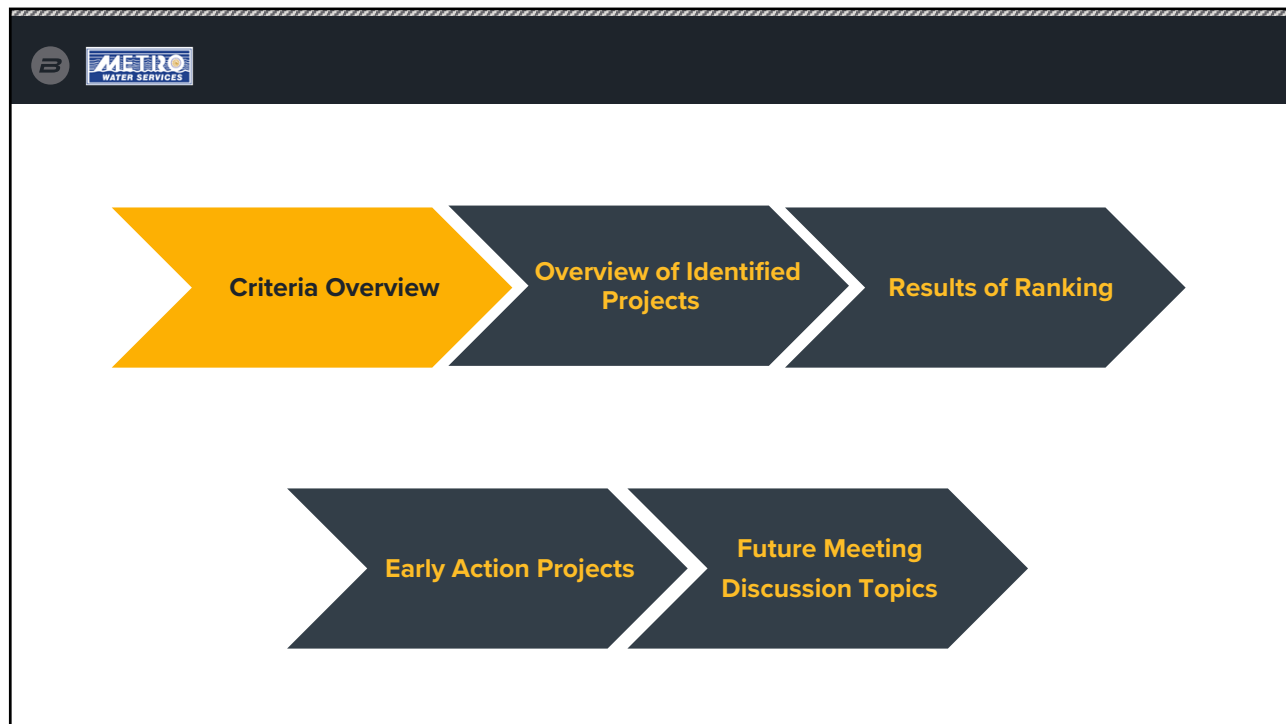 B
METRO
WATER SERVICES
Criteria Overview
Overview of Identified
Projects
Results of Ranking
Early Action Projects
Future Meeting
Discussion Topics